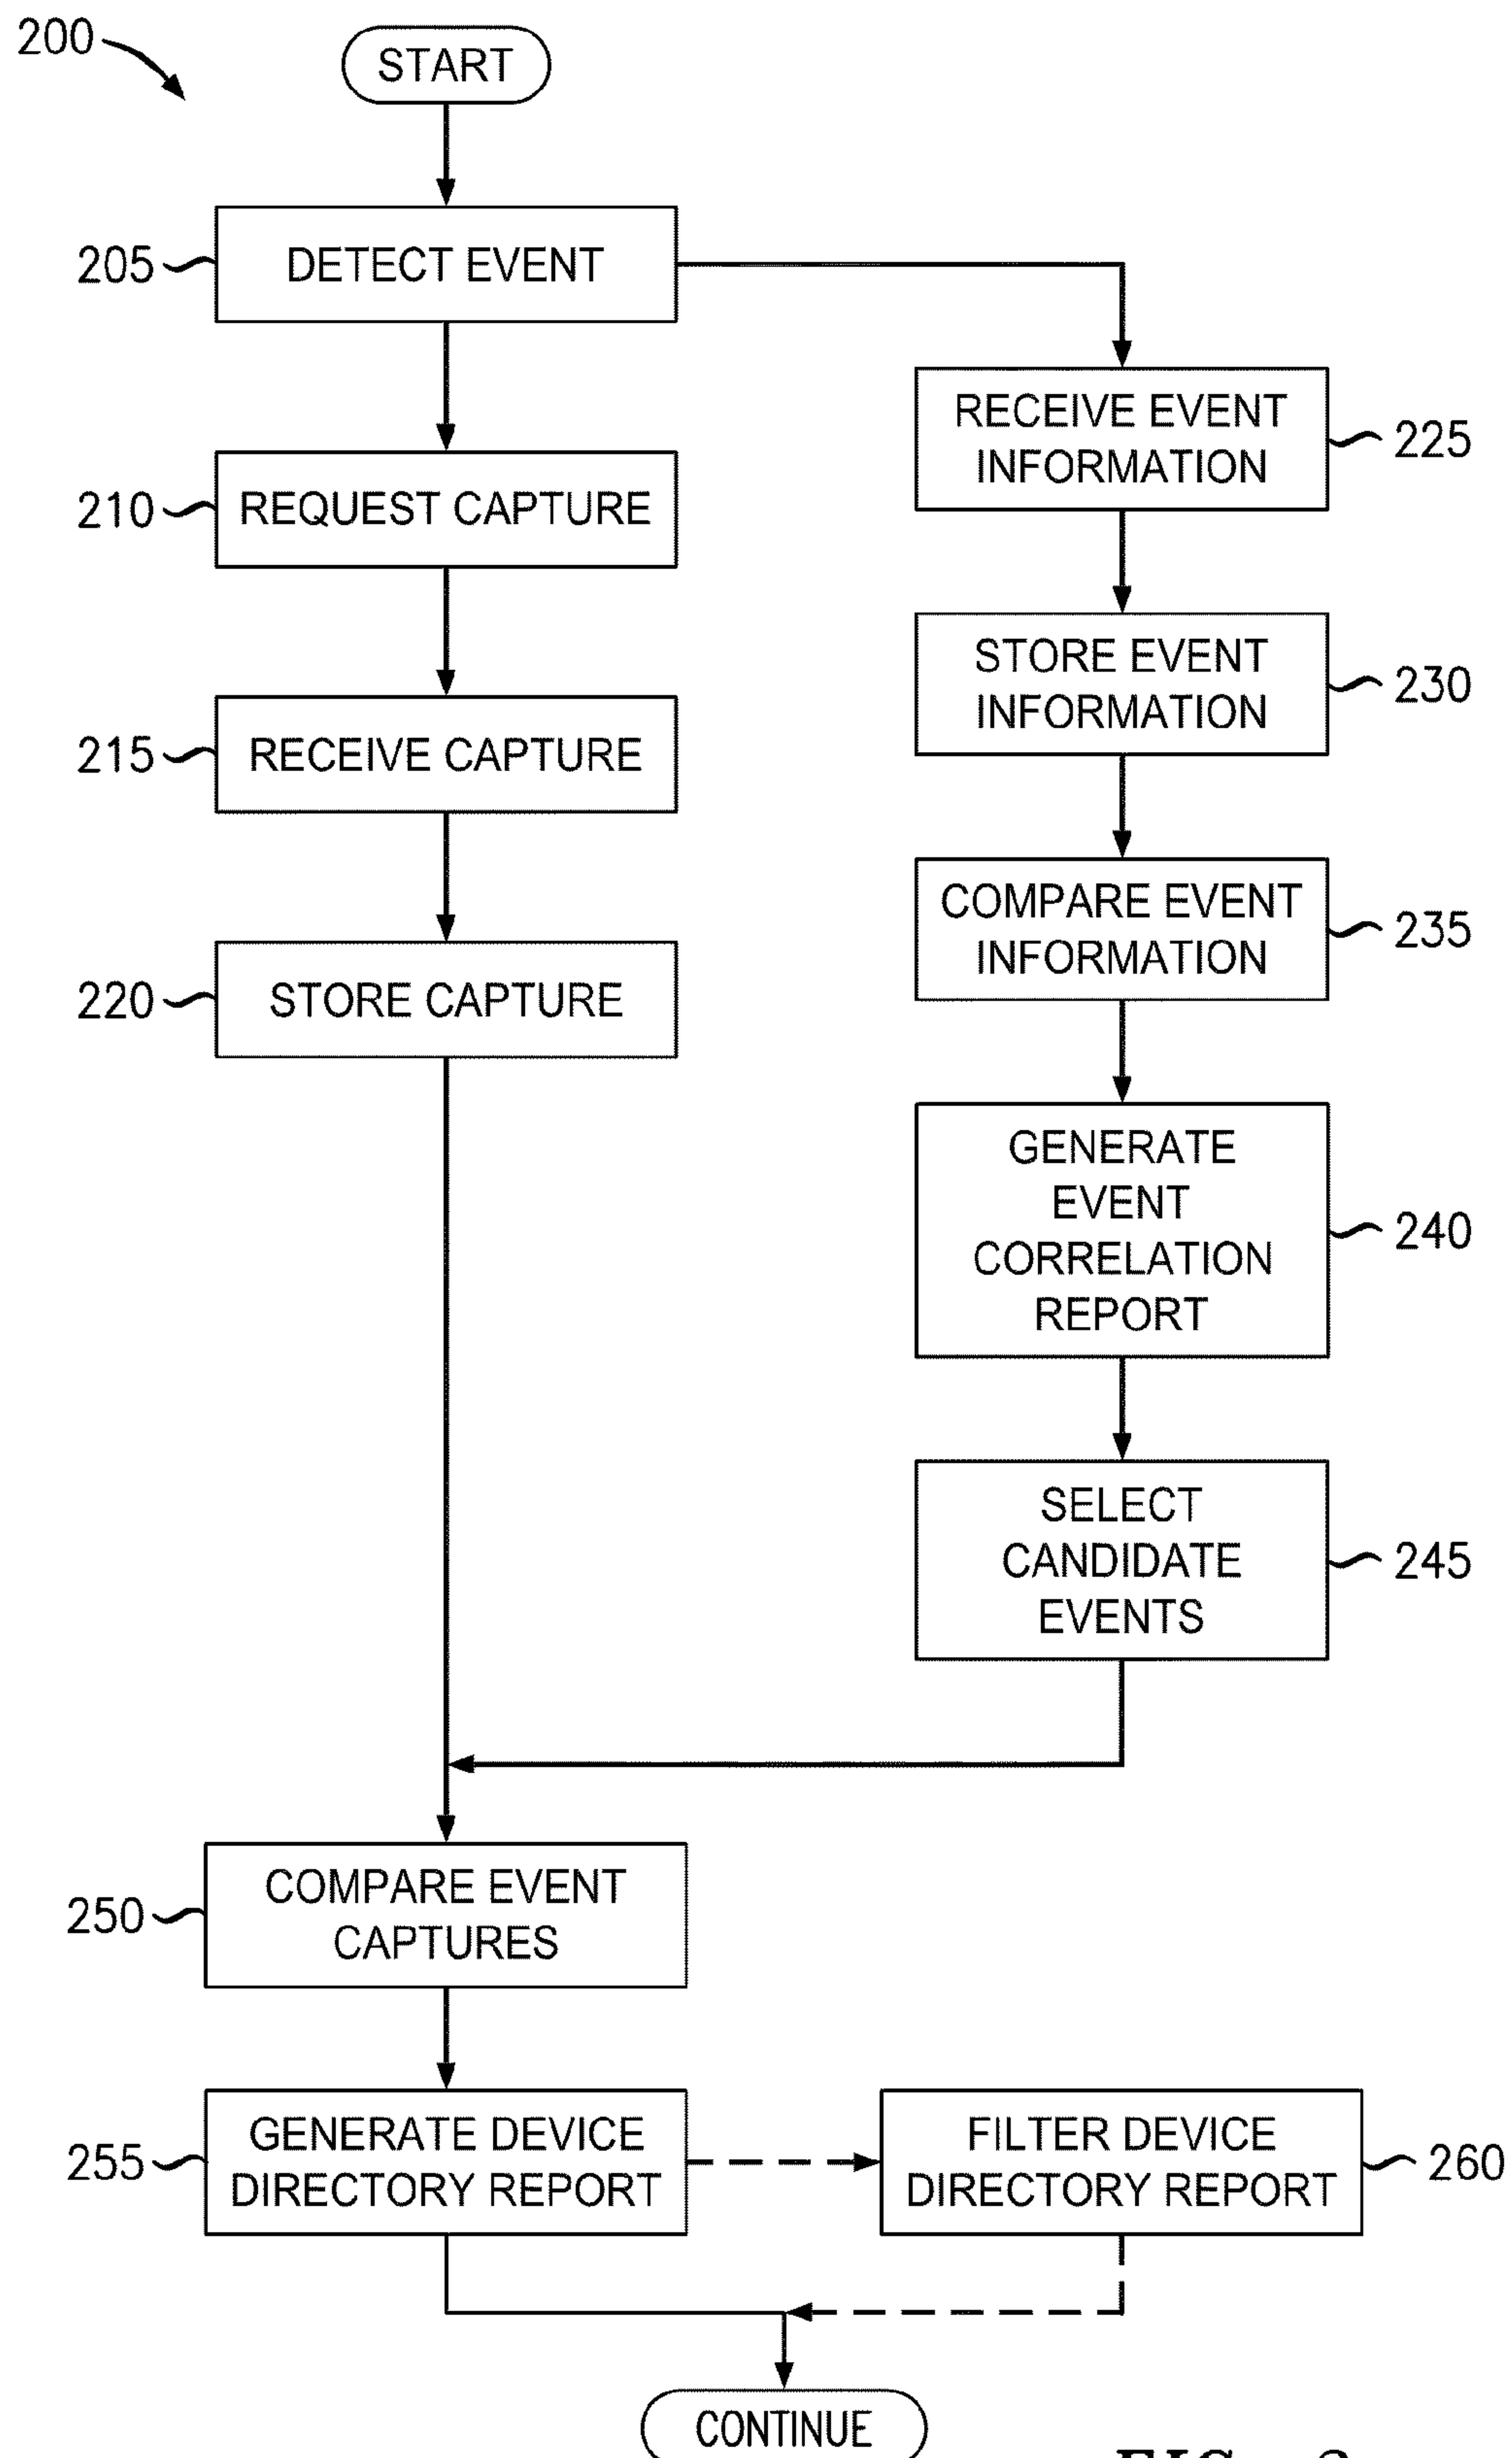 200
START
205
DETECT EVENT
RECEIVE EVENT
INFORMATION
225
210
REQUEST CAPTURE
STORE EVENT
INFORMATION
230
215
RECEIVE CAPTURE
COMPARE EVENT
INFORMATION
235
220
STORE CAPTURE
GENERATE
EVENT
CORRELATION
REPORT
240
SELECT
CANDIDATE
EVENTS
245
250
COMPARE EVENT
CAPTURES
255
GENERATE DEVICE
DIRECTORY REPORT
FILTER DEVICE
DIRECTORY REPORT
260
CONTINUE